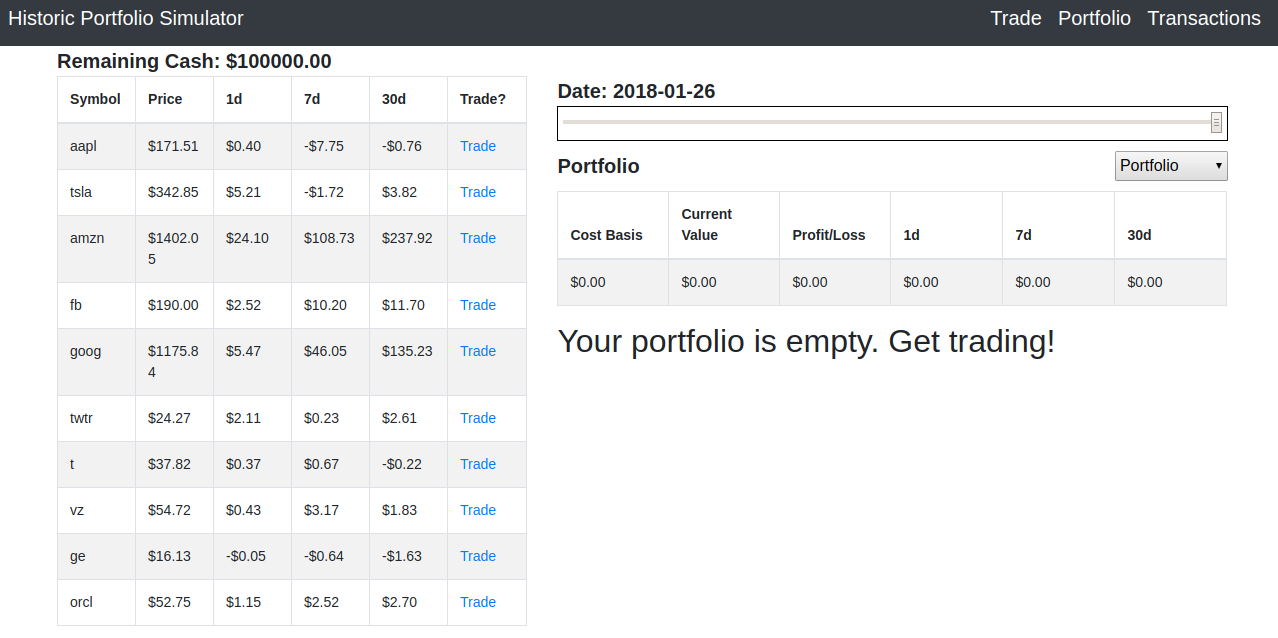 Historic Portfolio Simulator Trade Portfolio Transactions
Remaining Cash: $100000.00
Symbol Price 1d 7d 30d Trade?
aapl $171.51 $0.40 -$7.75 -$0.76 Trade
tsla $342.85 $5.21 -$1.72 $3.82 Trade
amzn $1402.0 $24.10 $108.73 $237.92 Trade
5
fb $190.00 $2.52 $10.20 $11.70 Trade
goog $1175.8 $5.47 $46.05 $135.23 Trade
4
twtr $24.27 $2.11 $0.23 $2.61 Trade
t $37.82 $0.37 $0.67 -$0.22 Trade
vz $54.72 $0.43 $3.17 $1.83 Trade
ge $16.13 -$0.05 -$0.64 -$1.63 Trade
orcl $52.75 $1.15 $2.52 $2.70 Trade
Date: 2018-01-26
Portfolio Portfolio
Current
Cost Basis Value Profit/Loss 1d 7d 30d
$0.00 $0.00 $0.00 $0.00 $0.00 $0.00
Your portfolio is empty. Get trading!